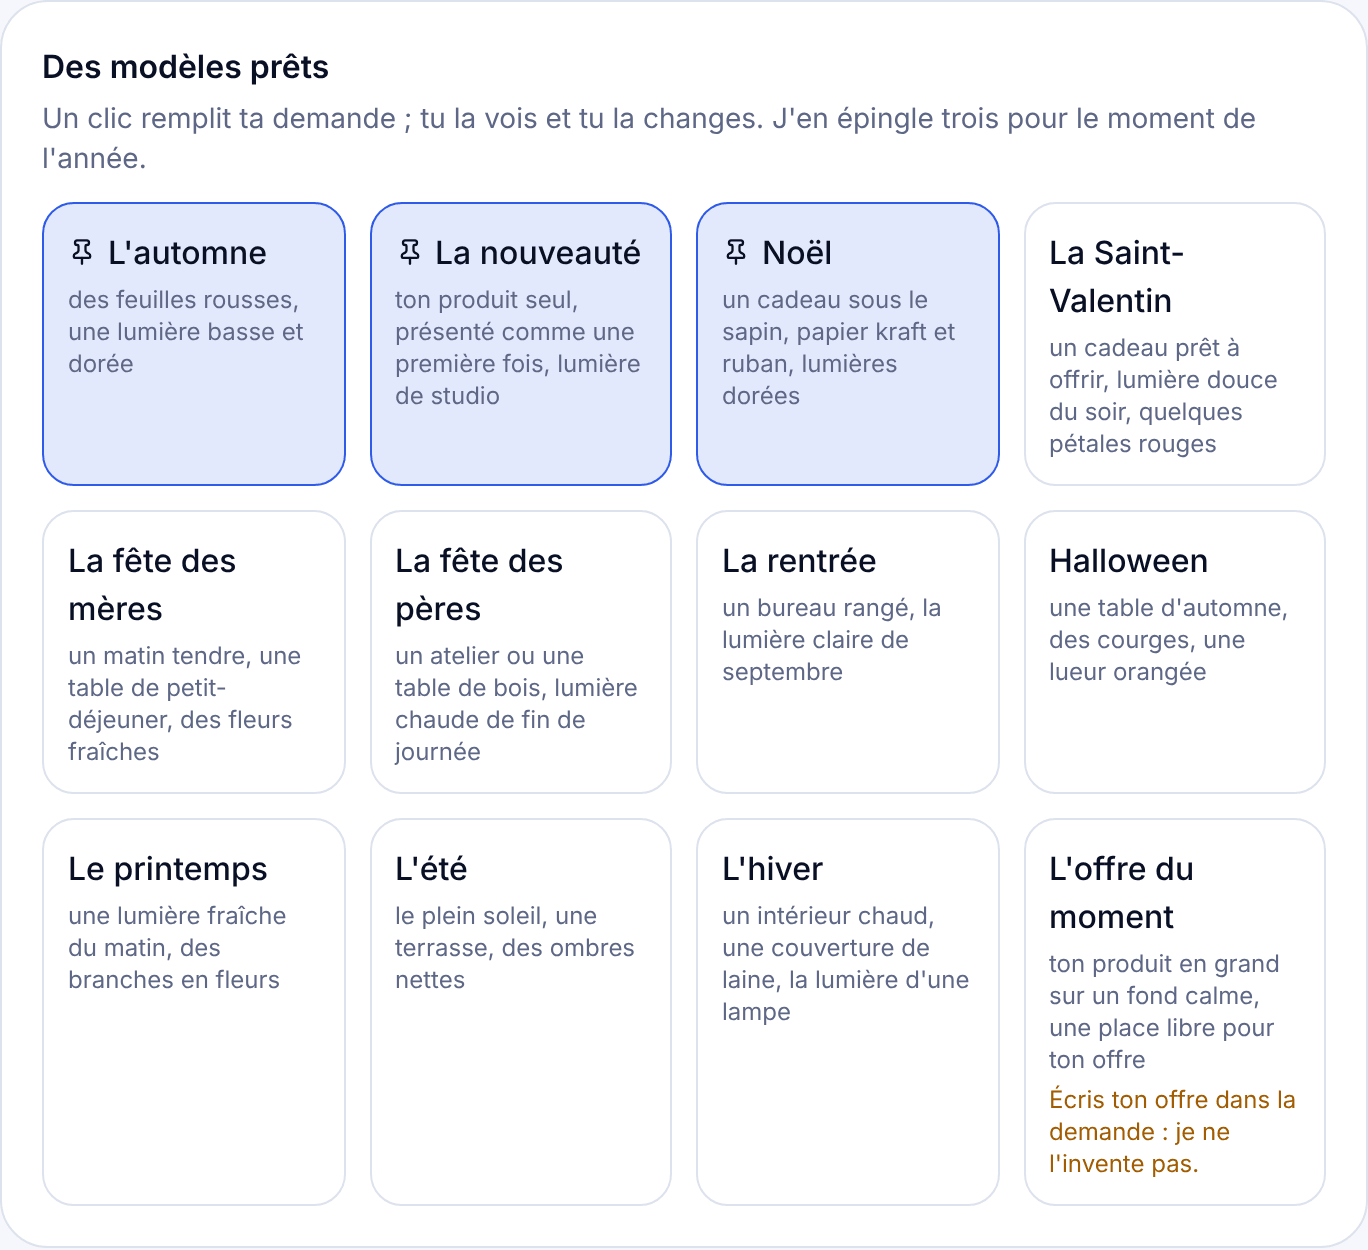 Des modèles prêts
Un clic remplit ta demande ; tu la vois et tu la changes. J'en épingle trois pour le moment de
l'année.
L'automne
des feuilles rousses,
une lumière basse et
dorée
La nouveauté
ton produit seul,
présenté comme une
première fois, lumière
de studio
Noël
un cadeau sous le
sapin, papier kraft et
ruban, lumières
dorées
La Saint-
Valentin
un cadeau prêt à
offrir, lumière douce
du soir, quelques
pétales rouges
La fête des
mères
un matin tendre, une
table de petit-
déjeuner, des fleurs
fraîches
La fête des
pères
un atelier ou une
table de bois, lumière
chaude de fin de
journée
La rentrée
un bureau rangé, la
lumière claire de
septembre
Halloween
une table d'automne,
des courges, une
lueur orangée
Le printemps
une lumière fraîche
du matin, des
branches en fleurs
L'été
le plein soleil, une
terrasse, des ombres
nettes
L'hiver
un intérieur chaud,
une couverture de
laine, la lumière d'une
lampe
L'offre du
moment
ton produit en grand
sur un fond calme,
une place libre pour
ton offre
Écris ton offre dans la
demande : je ne
l'invente pas.